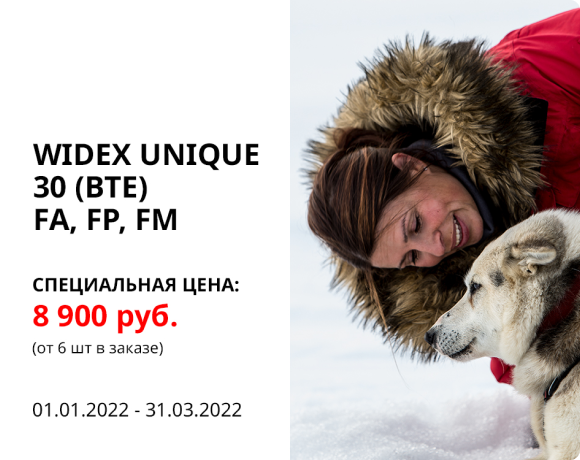 WIDEX UNIQUE
30 (BTE)
FA, FP, FM
СПЕЦИАЛЬНАЯ ЦЕНА:
8 900 руб.
(от 6 шт в заказе)
01.01.2022 - 31.03.2022